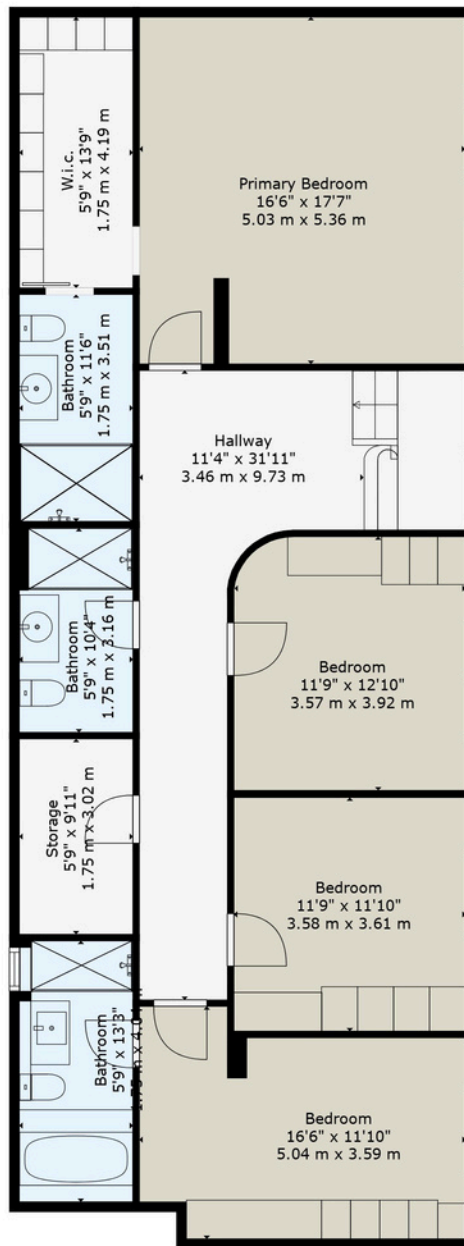 W.i.c.
5'9" x 13'9"
1.75 m x 4.19 m
Primary Bedroom
16'6" x 17'7"
5.03 m x 5.36 m
Bathroom
5'9" x 11'6"
1.75 m x 3.51 m
Hallway
11'4" x 31'11"
3.46 m x 9.73 m
Bathroom
5'9" x 10'4"
1.75 m x 3.16 m
Bedroom
11'9" x 12'10"
3.57 m x 3.92 m
Storage
5'9" x 9'11"
1.75 m x 3.02 m
Bedroom
11'9" x 11'10"
3.58 m x 3.61 m
Bathroom
5'9" x 13'3"
Bedroom
16'6" x 11'10"
5.04 m x 3.59 m